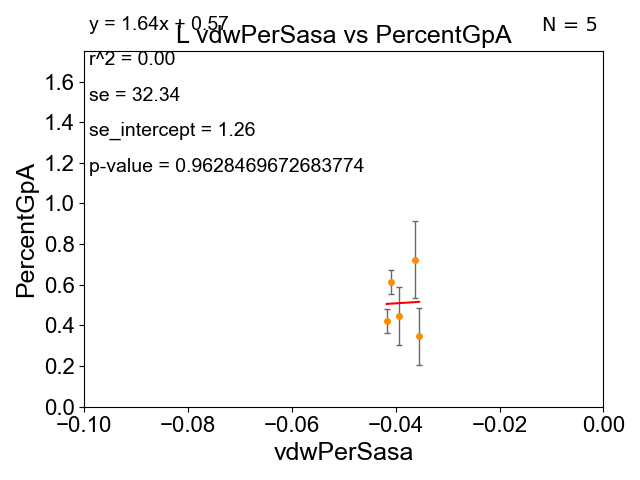 y = 1.64x + 0.57
N = 5
L vdwPerSasa vs PercentGpA
r^2 = 0.00
se = 32.34
se_intercept = 1.26
p-value = 0.9628469672683774
PercentGpA
1.6
1.4
1.2
1.0
0.8
0.6
0.4
0.2
0.0
−0.10 −0.08 −0.06 −0.04 −0.02 0.00
vdwPerSasa